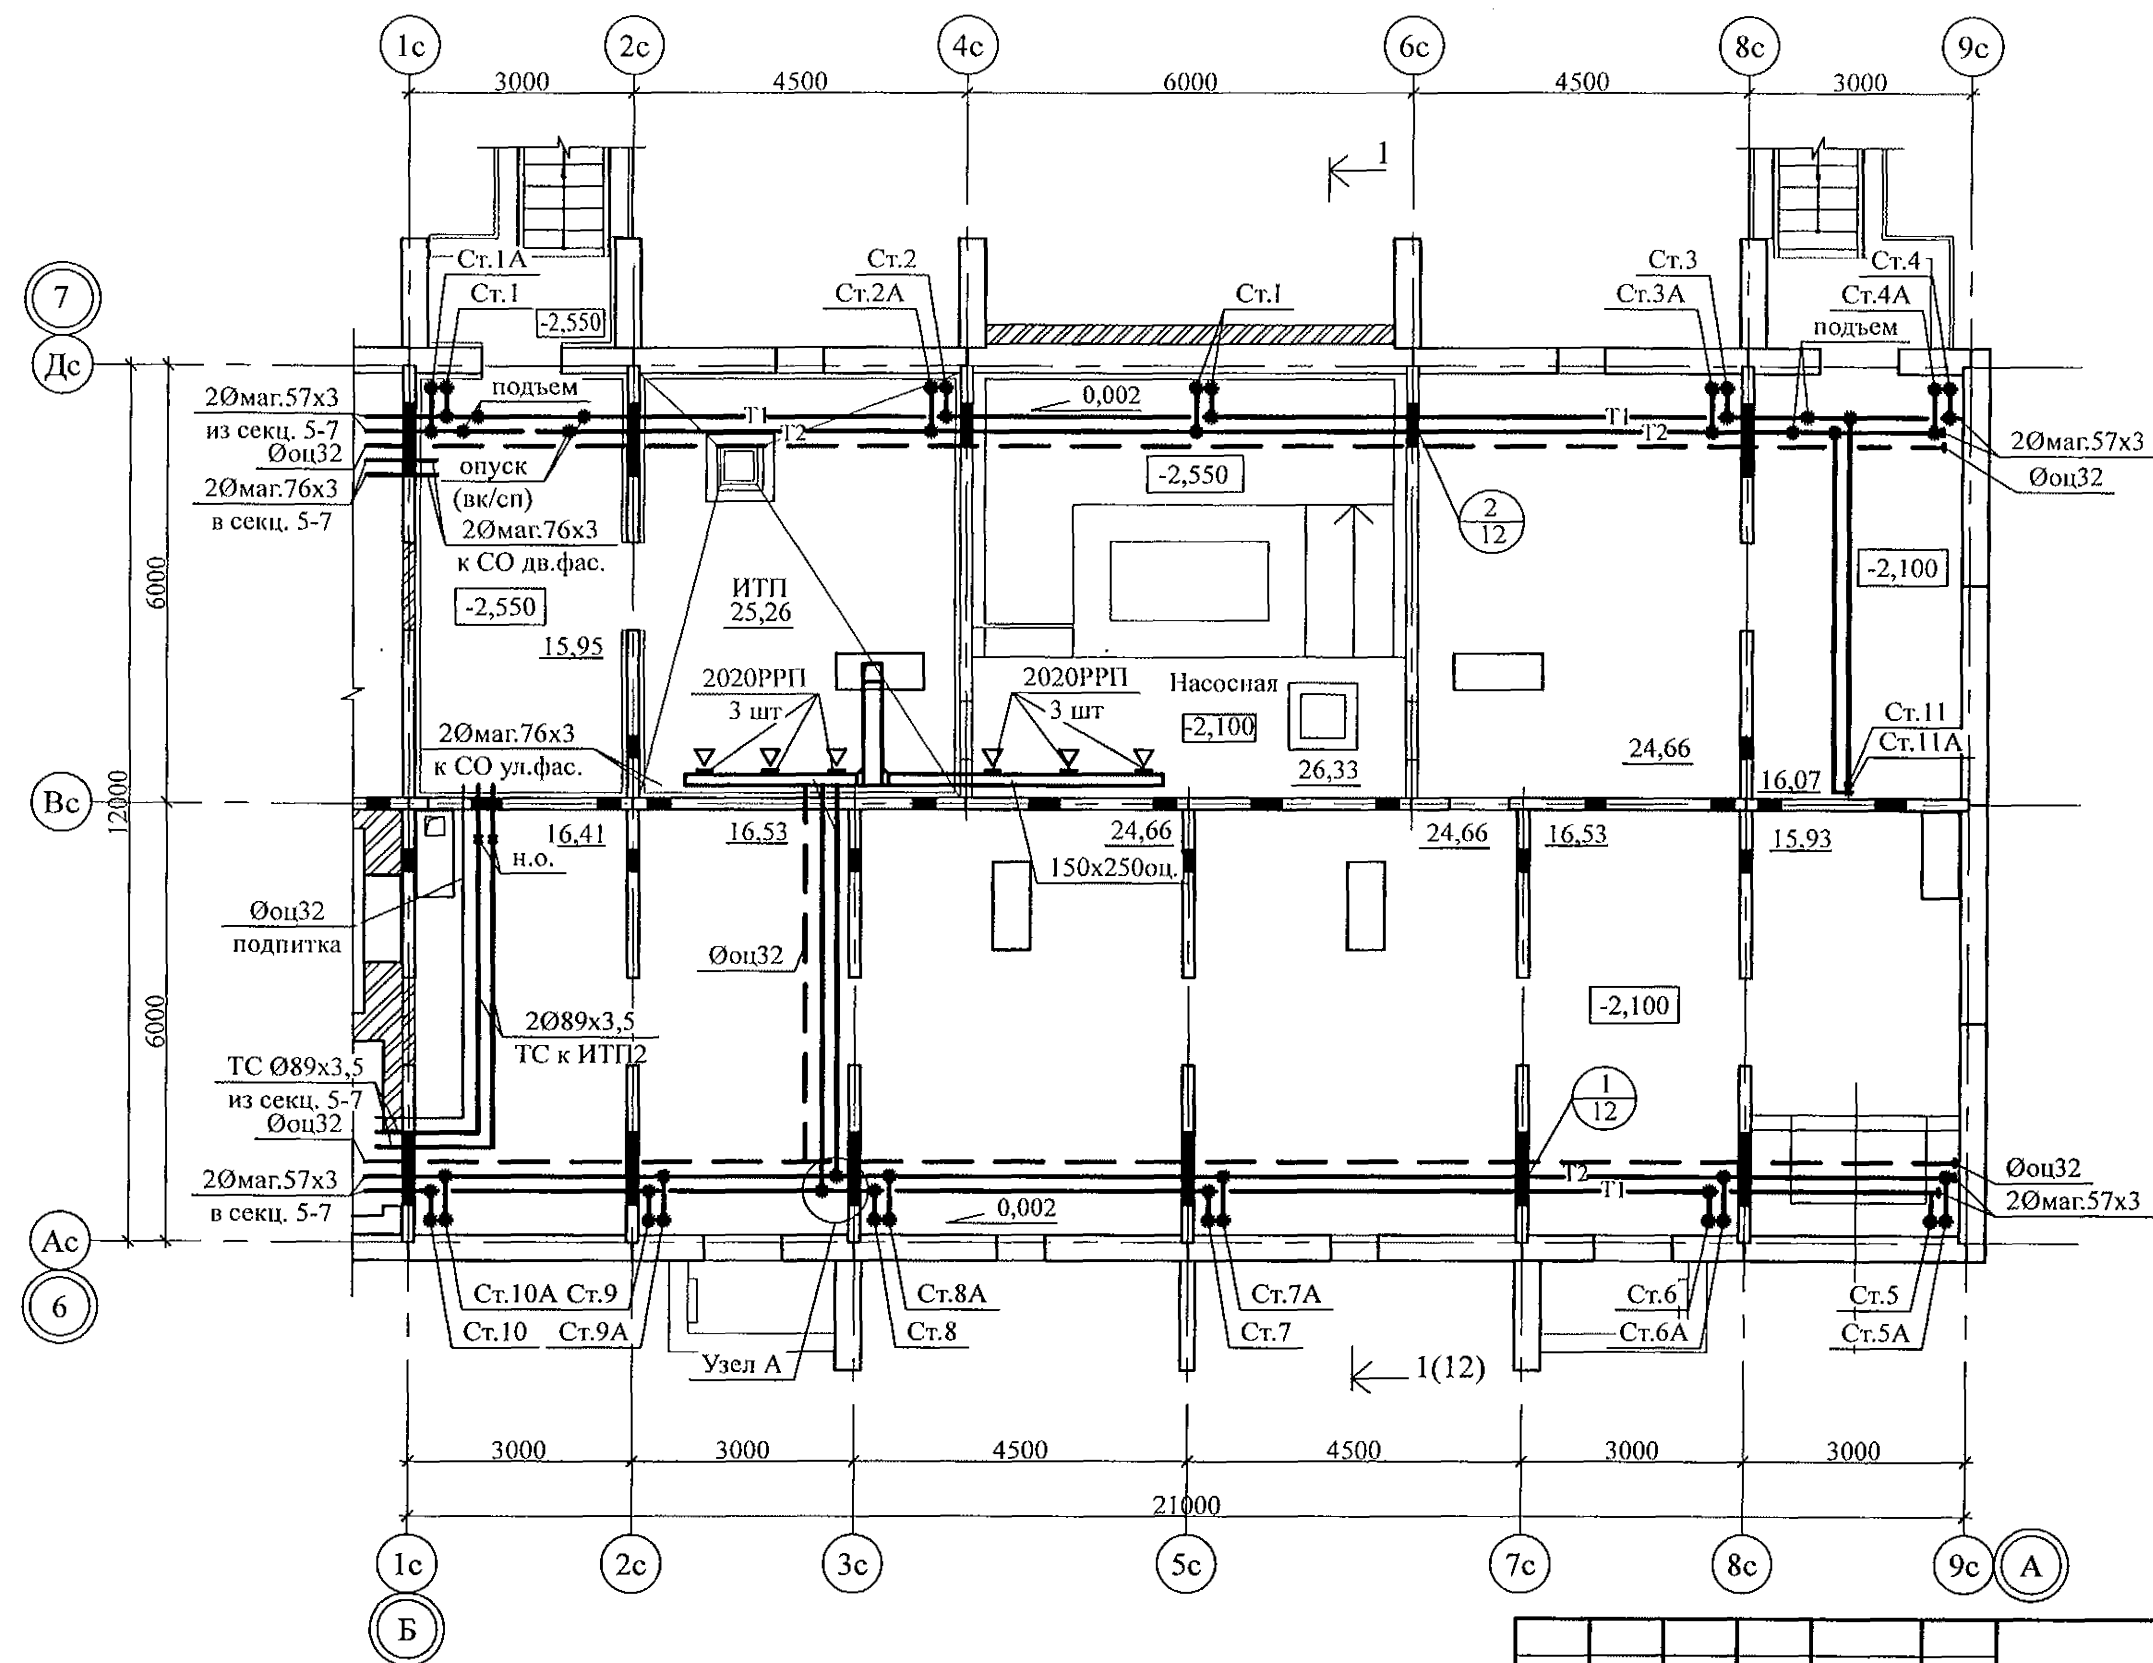 1с
2с
4с
6с
8с
9с
3000
4500
6000
4500
3000
1
7
Дс
Ст.1А
Ст.1
-2,550
Ст.2
Ст.2А
Ст.1
Ст.3
Ст.3А
Ст.4
Ст.4А
подъем
2Øмаг.57х3
из секц. 5-7
Øоц32
2Øмаг.76х3
в секц. 5-7
подъем
опуск
(вк/сп)
2Øмаг.76х3
к СО дв.фас.
Т1
Т2
0,002
Т1
Т2
2Øмаг.57х3
Øоц32
-2,550
2
12
-2,100
-2,550
15,95
ИТП
25,26
6000
2020РРП
3 шт
2020РРП
3 шт
Насосная
-2,100
26,33
24,66
16,07
Ст.11
Ст.11А
2Øмаг.76х3
к СО ул.фас.
Вс
12000
16,41
16,53
24,66
24,66
16,53
15,93
н.о.
150х250оц.
Øоц32
подпитка
Øоц32
-2,100
6000
2Ø89х3,5
ТС к ИТП2
ТС Ø89х3,5
из секц. 5-7
Øоц32
2Øмаг.57х3
в секц. 5-7
1
12
Т2
Т1
0,002
Øоц32
2Øмаг.57х3
Ас
6
Ст.10А
Ст.9
Ст.8А
Ст.7А
Ст.6
Ст.5
Ст.10
Ст.9А
Ст.8
Ст.7
Ст.6А
Ст.5А
Узел А
1(12)
3000
3000
4500
4500
3000
3000
21000
1с
2с
3с
5с
7с
8с
9с
А
Б